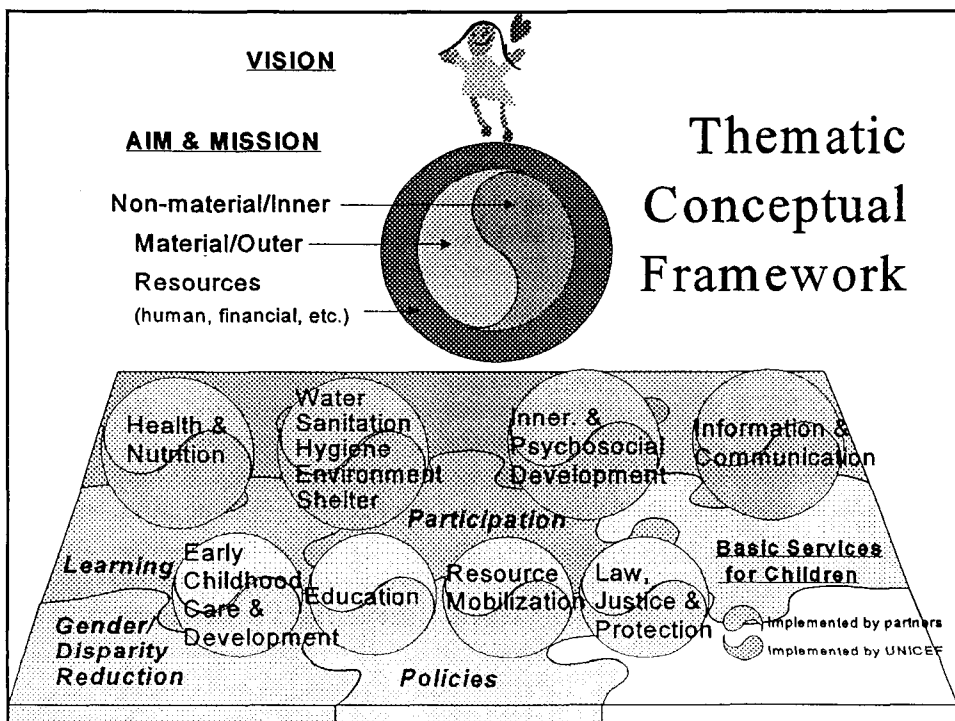 VISION
AIM & MISSION
Thematic
Conceptual
Framework
Non-material/Inner
Material/Outer
Resources
(human, financial, etc.)
Health &
Nutrition
Water
Sanitation
Hygiene
Environment
Shelter
Inner. &
Psychosocial
Development
Information &
Communication
Participation
Learning
Early
Childhood
Care &
Development
Education
Resource
Mobilization
Law,
Justice &
Protection
Basic Services
for Children
Gender/
Disparity
Reduction
Policies
Implemented by partners
Implemented by UNICEF